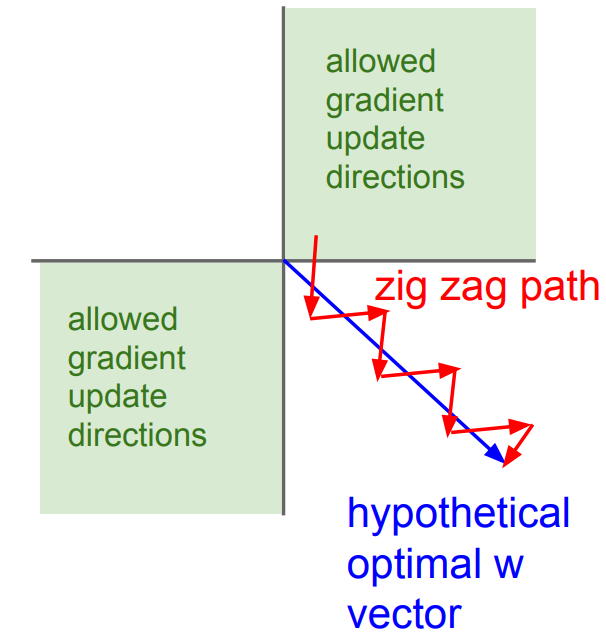 allowed
gradient
update
directions
zig zag path
allowed
gradient
update
directions
hypothetical
optimal w
vector